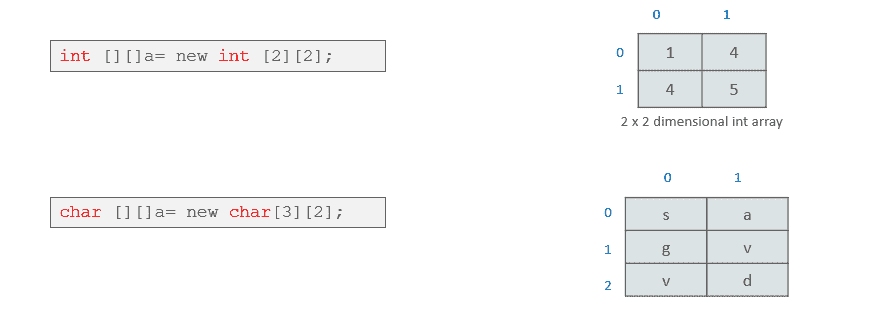 0 1
int [][]a= new int [2][2];
0 1 4
1 4 5
2 x 2 dimensional int array
0 1
char [][]a= new char[3][2];
0 s a
1 g v
2 v d